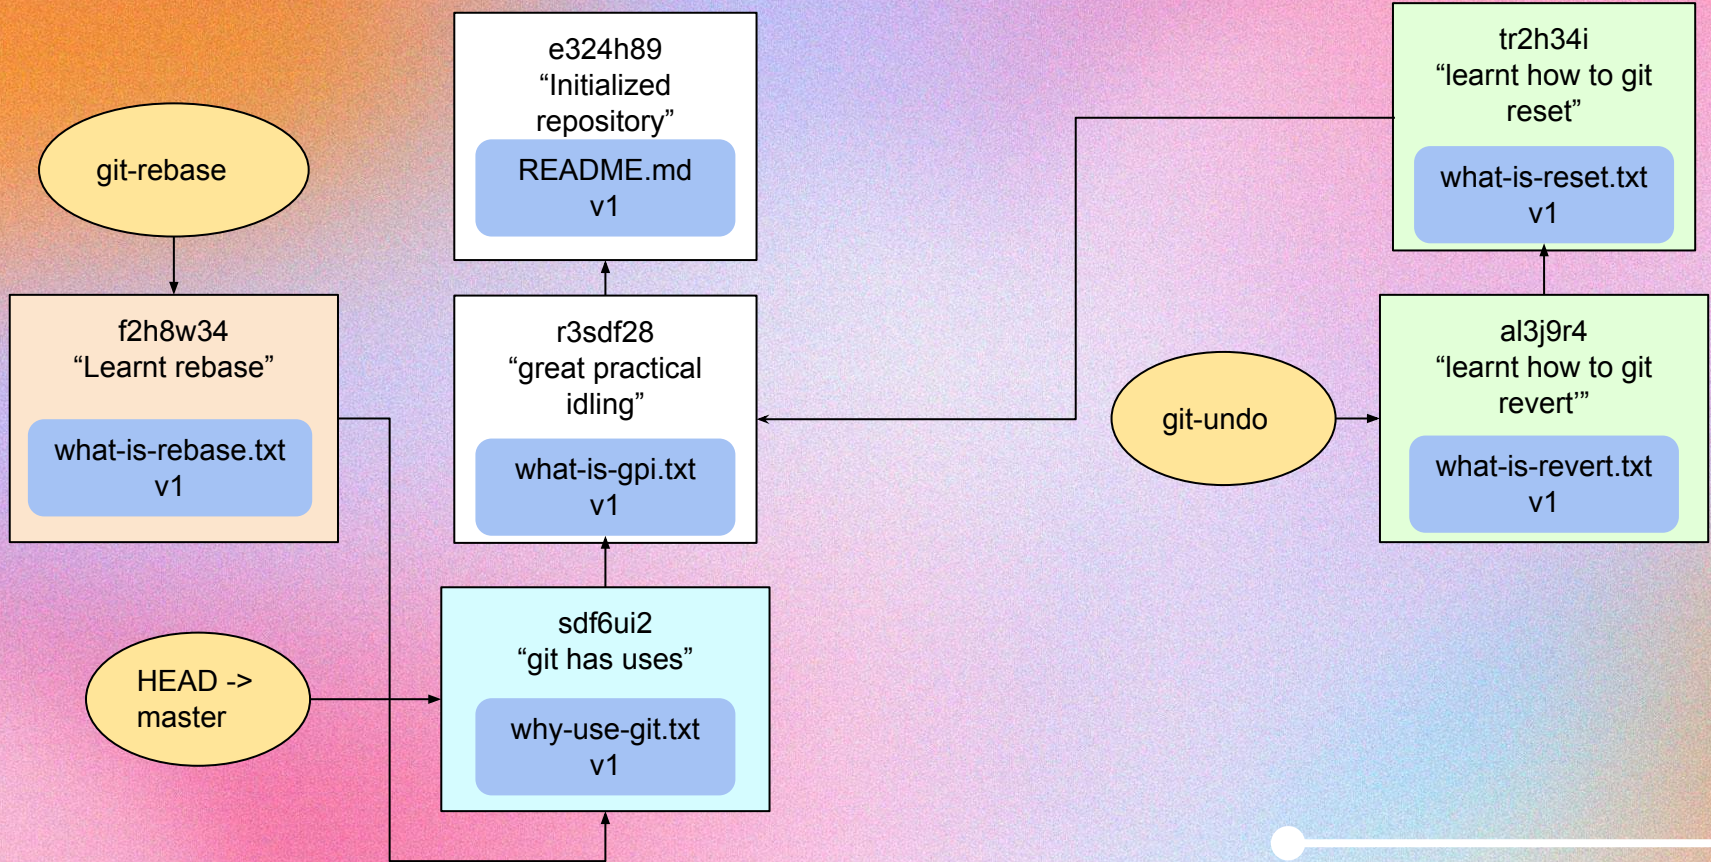 git-rebase
f2h8w34
“Learnt rebase”
what-is-rebase.txt
v1
HEAD ->
master
e324h89
“Initialized
repository”
README.md
v1
r3sdf28
“great practical
idling”
what-is-gpi.txt
v1
sdf6ui2
“git has uses”
why-use-git.txt
v1
git-undo
tr2h34i
“learnt how to git
reset”
what-is-reset.txt
v1
al3j9r4
“learnt how to git
revert’”
what-is-revert.txt
v1